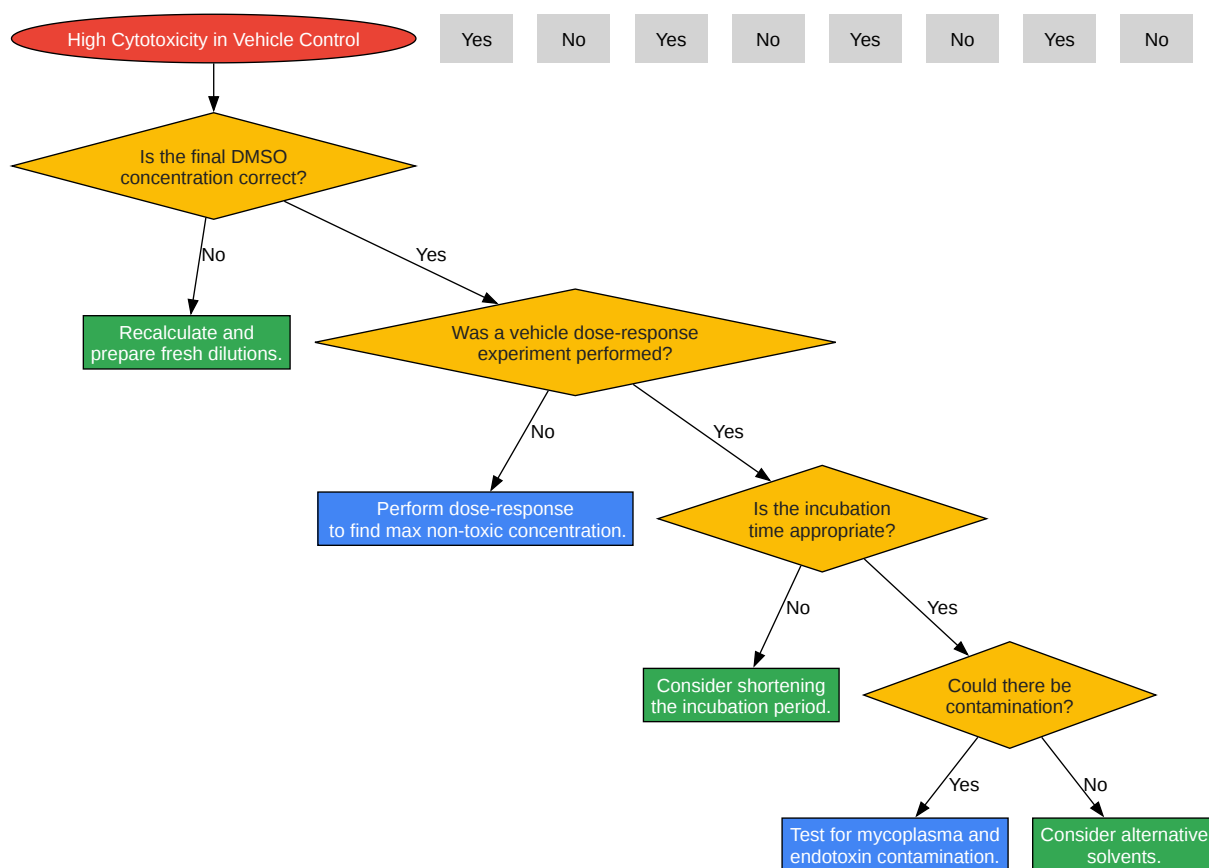 High Cytotoxicity in Vehicle Control
Yes
No
Yes
No
Yes
No
Yes
No
Is the final DMSO
concentration correct?
No
Yes
Recalculate and
prepare fresh dilutions.
Was a vehicle dose-response
experiment performed?
No
Yes
Perform dose-response
to find max non-toxic concentration.
Is the incubation
time appropriate?
No
Yes
Consider shortening
the incubation period.
Could there be
contamination?
Yes
No
Test for mycoplasma and
endotoxin contamination.
Consider alternative
solvents.